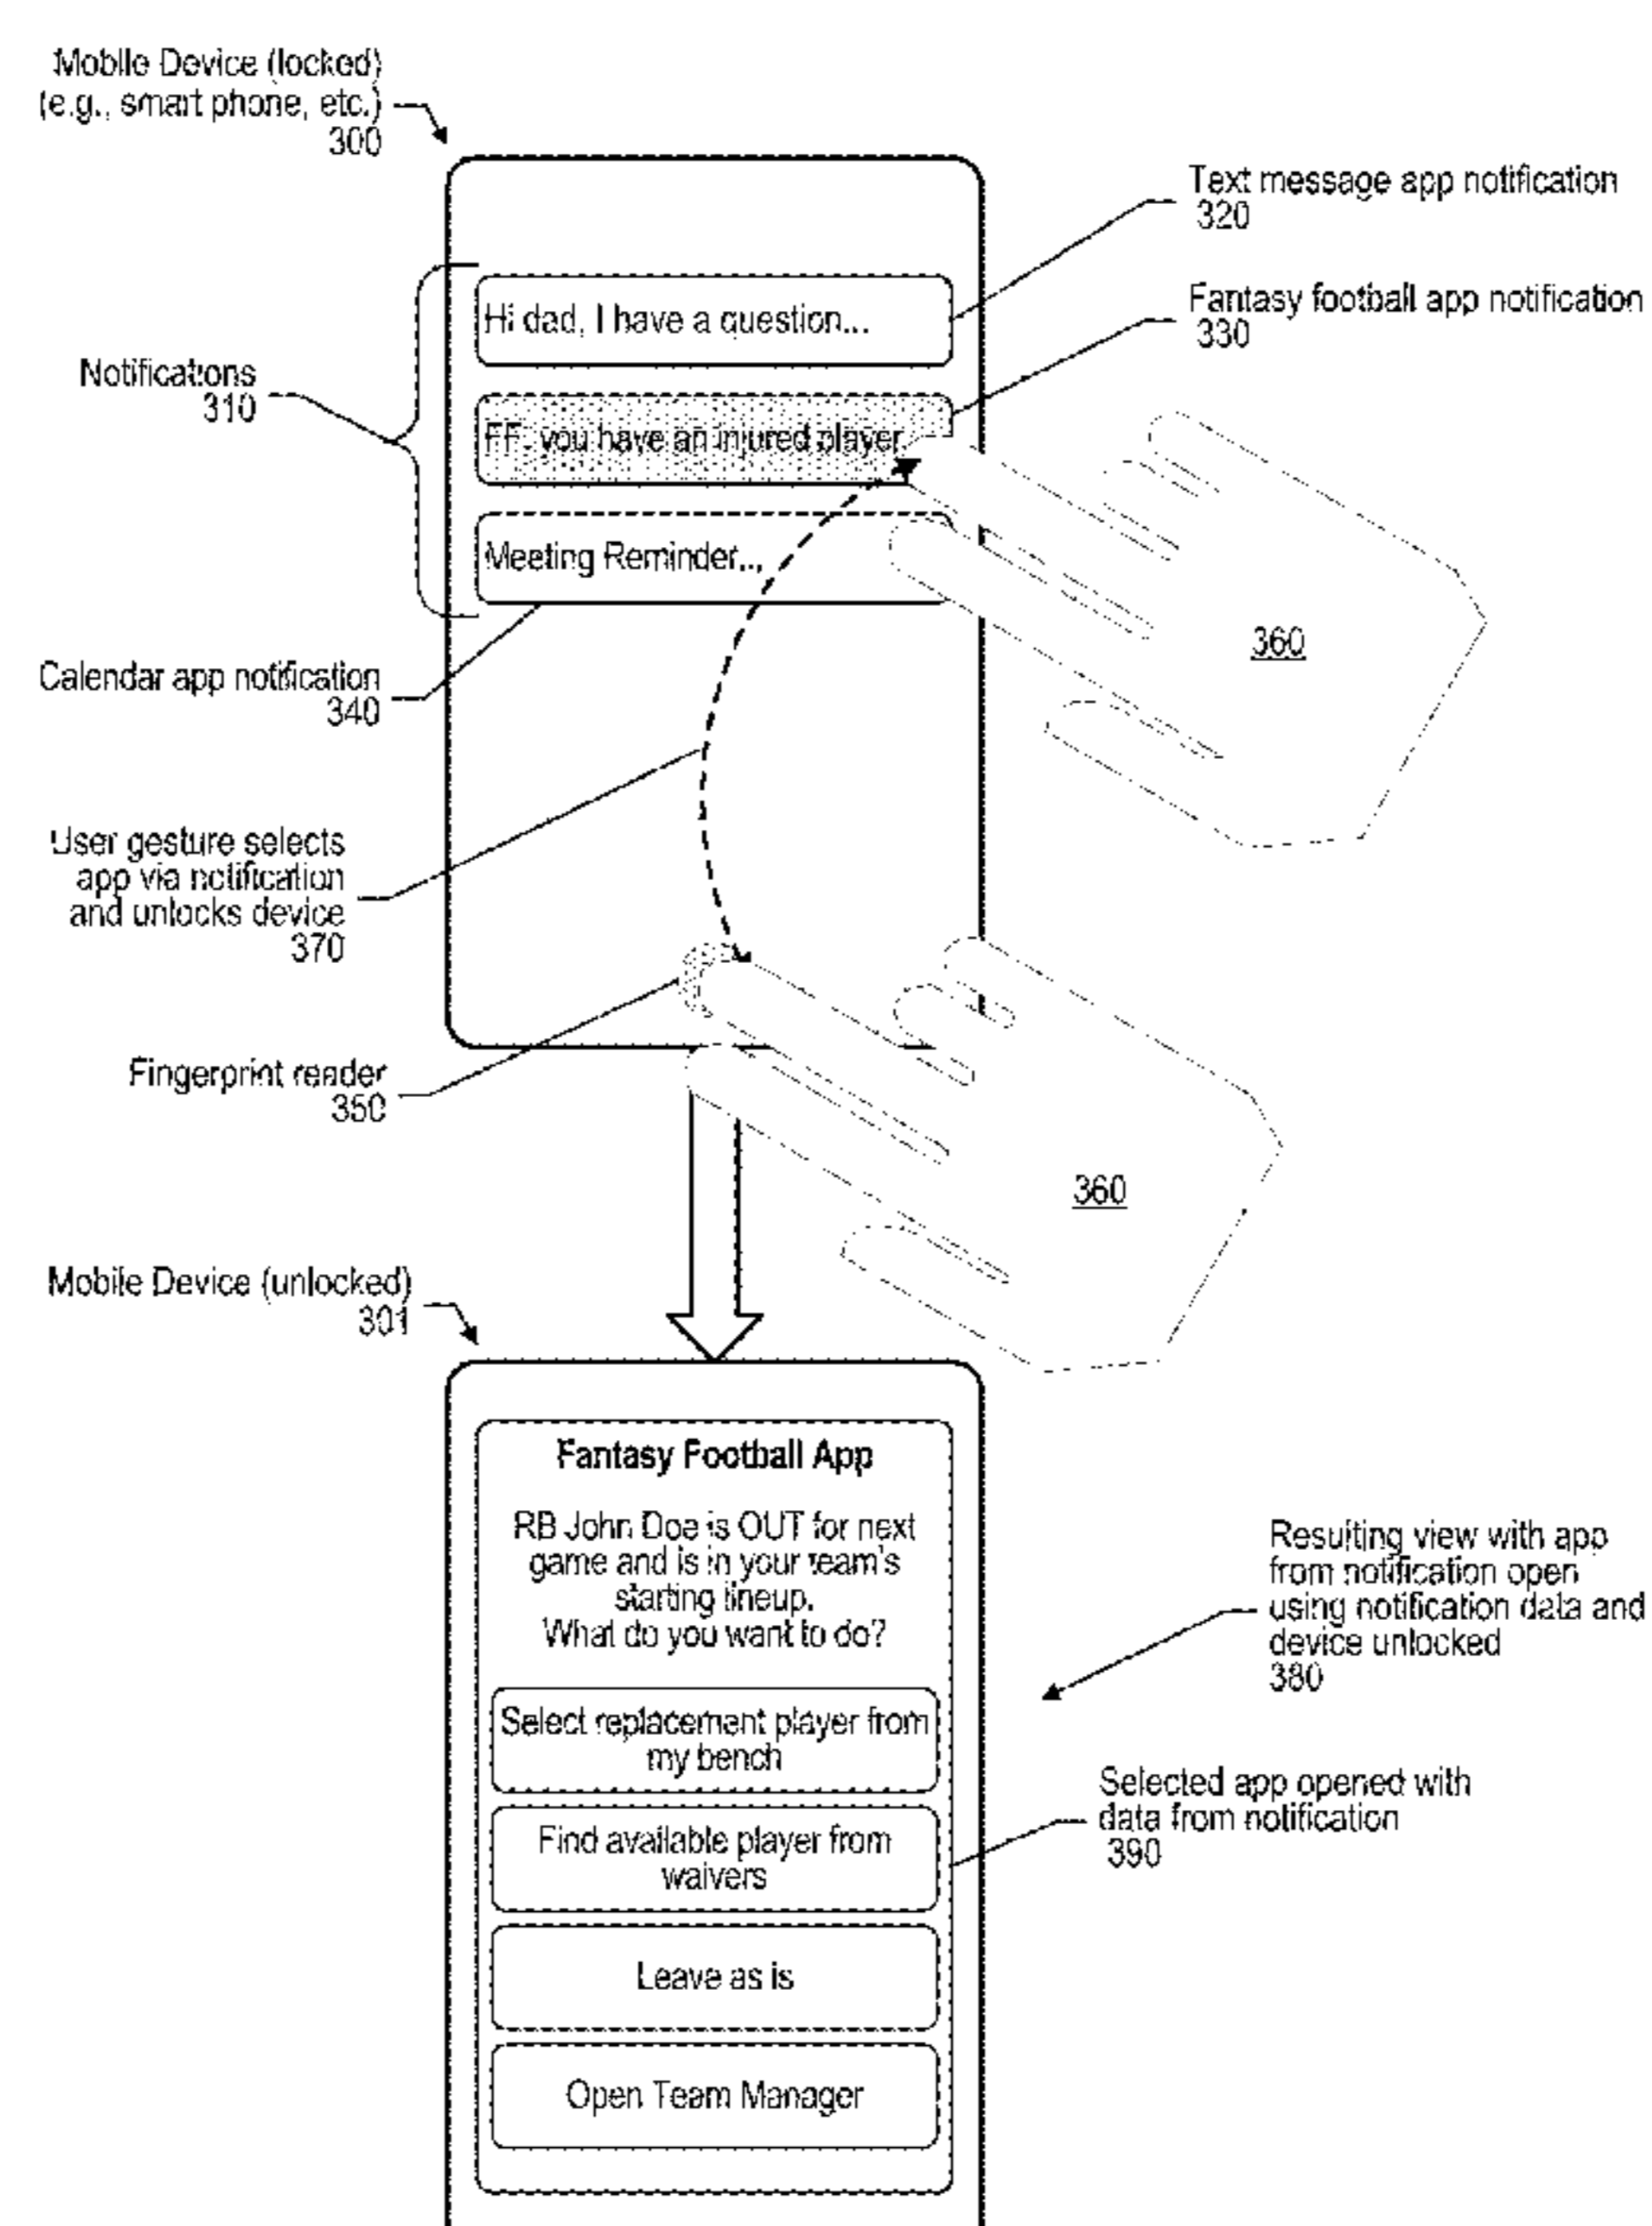 Mobile Device (locked)
(e.g., smart phone, etc.)
300
Text message app notification
320
Hi dad, I have a question...
Fantasy football app notification
330
Notifications
310
FF: you have an injured player
Meeting Reminder...
360
Calendar app notification
340
User gesture selects
app via notification
and unlocks device
370
Fingerprint reader
350
360
Mobile Device (unlocked)
301
Fantasy Football App
RB John Doe is OUT for next
game and is in your team's
starting lineup.
What do you want to do?
Resulting view with app
from notification open
using notification data and
device unlocked
380
Select replacement player from
my bench
Selected app opened with
data from notification
390
Find available player from
waivers
Leave as is
Open Team Manager